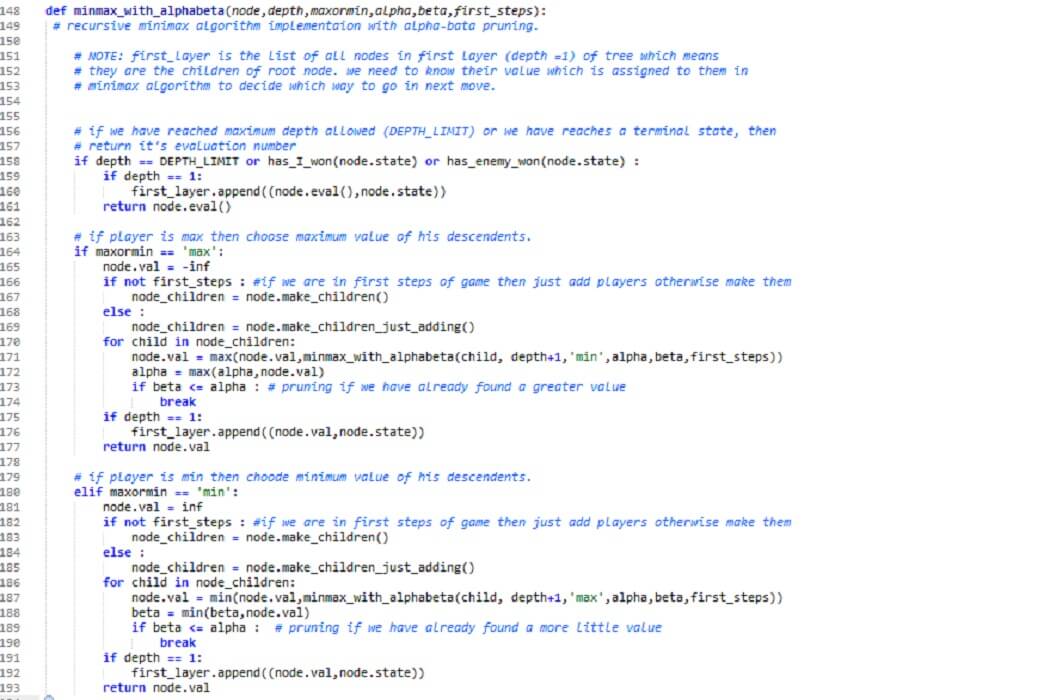 148 def minmax_with_alphabeta(node,depth,maxormin,alpha,beta,first_steps):
149 # recursive minimax algorithm implementaion with alpha-bata pruning.
150
151 # NOTE: first_layer is the list of all nodes in first layer (depth =1) of tree which means
152 # they are the children of root node. we need to know their value which is assigned to them in
153 # minimax algorithm to decide which way to go in next move.
154
155
156 # if we have reached maximum depth allowed (DEPTH_LIMIT) or we have reaches a terminal state, then
157 # return it's evaluation number
158 if depth == DEPTH_LIMIT or has_I_won(node.state) or has_enemy_won(node.state) :
159 if depth == 1:
160 first_layer.append((node.eval(),node.state))
161 return node.eval()
162
163 # if player is max then choose maximum value of his descendents.
164 if maxormin == 'max':
165 node.val = -inf
166 if not first_steps : #if we are in first steps of game then just add players otherwise make them
167 node_children = node.make_children()
168 else :
169 node_children = node.make_children_just_adding()
170 for child in node_children:
171 node.val = max(node.val,minmax_with_alphabeta(child, depth+1,'min',alpha,beta,first_steps))
172 alpha = max(alpha,node.val)
173 if beta <= alpha : # pruning if we have already found a greater value
174 break
175 if depth == 1:
176 first_layer.append((node.val,node.state))
177 return node.val
178
179 # if player is min then choode minimum value of his descendents.
180 elif maxormin == 'min':
181 node.val = inf
182 if not first_steps : #if we are in first steps of game then just add players otherwise make them
183 node_children = node.make_children()
184 else :
185 node_children = node.make_children_just_adding()
186 for child in node_children:
187 node.val = min(node.val,minmax_with_alphabeta(child, depth+1,'max',alpha,beta,first_steps))
188 beta = min(beta,node.val)
189 if beta <= alpha : # pruning if we have already found a more little value
190 break
191 if depth == 1:
192 first_layer.append((node.val,node.state))
193 return node.val